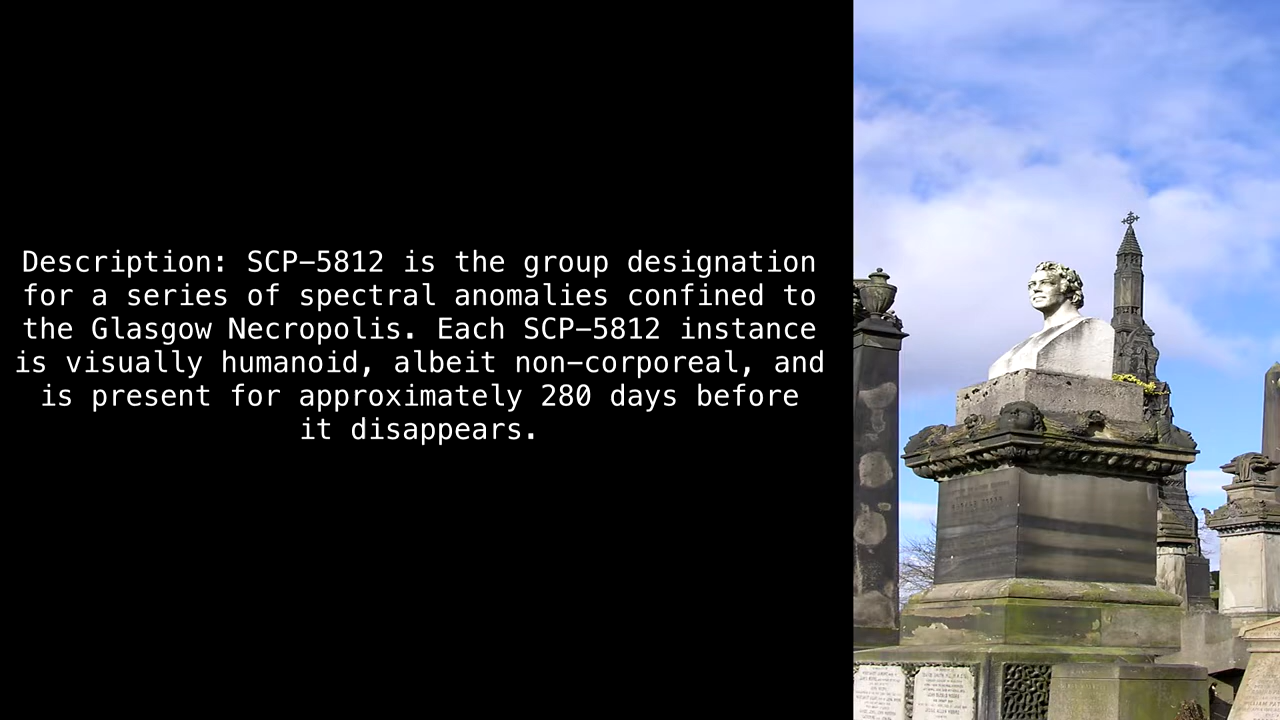 Description: SCP–5812 is the group designation
for a series of spectral anomalies confined to
the Glasgow Necropolis. Each SCP–5812 instance
is visually humanoid, albeit non–corporeal, and
is present for approximately 280 days before
it disappears.